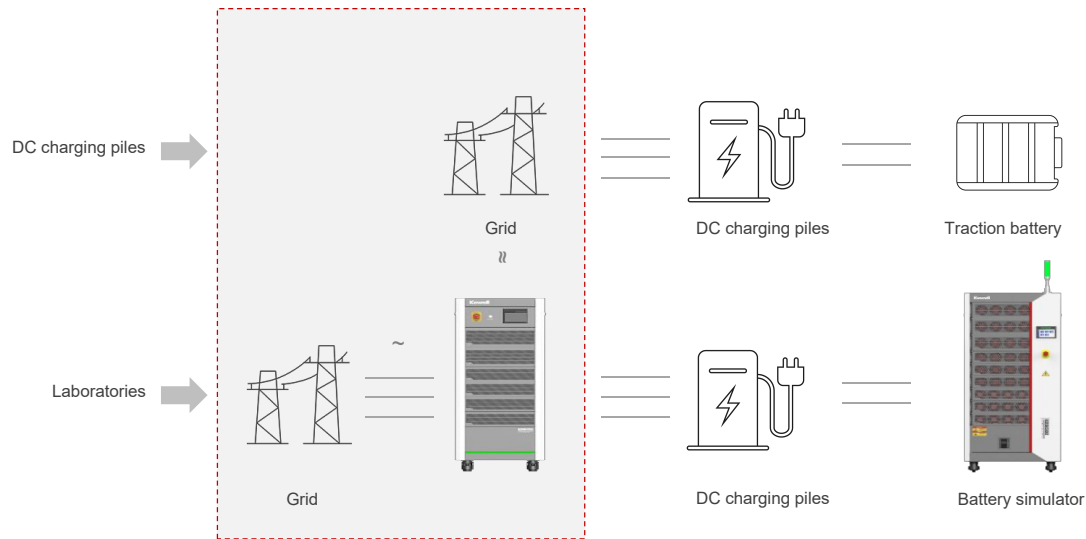 DC charging piles
Grid
DC charging piles
Traction battery
≈
Laboratories
~
Grid
DC charging piles
Battery simulator